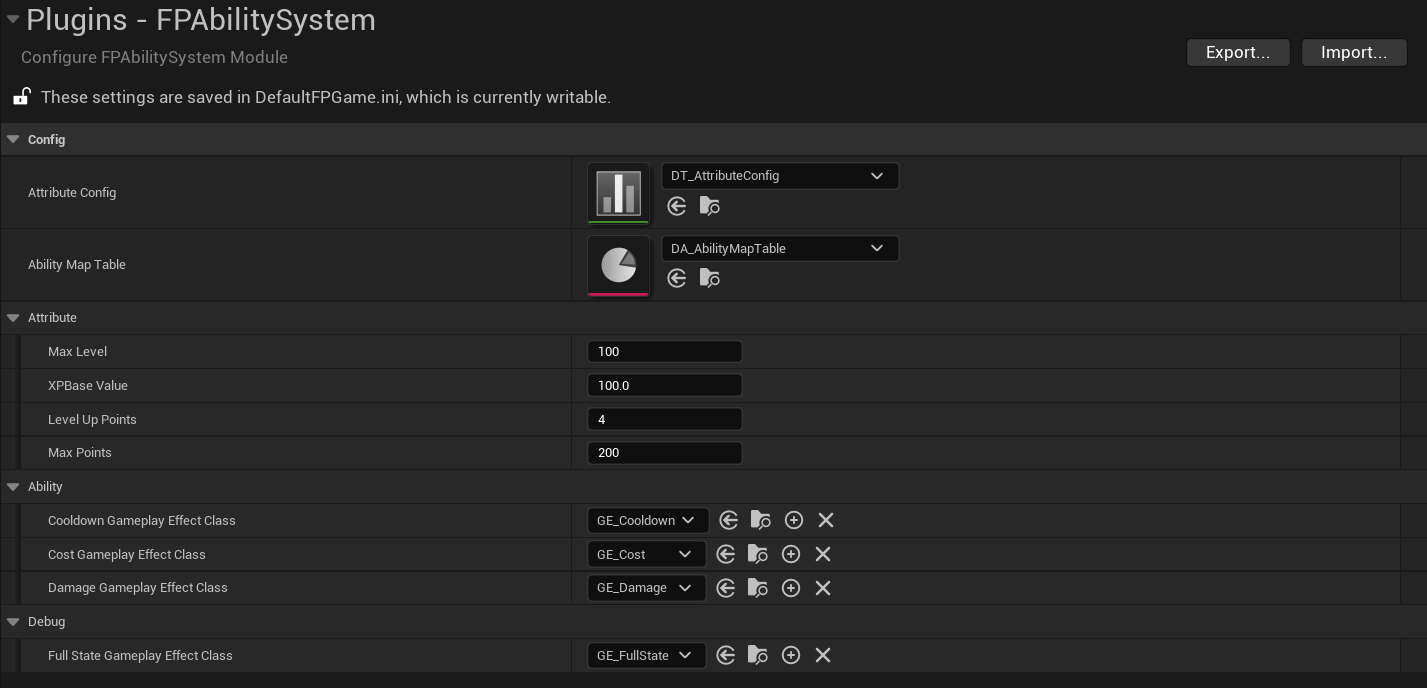 Plugins - FPAbilitySystem
Configure FPAbilitySystem Module
Export...
Import...
These settings are saved in DefaultFPGame.ini, which is currently writable.
Config
Attribute Config
DT_AttributeConfig
Ability Map Table
DA_AbilityMapTable
Attribute
Max Level
100
XPBase Value
100.0
Level Up Points
4
Max Points
200
Ability
Cooldown Gameplay Effect Class
GE_Cooldown
Cost Gameplay Effect Class
GE_Cost
Damage Gameplay Effect Class
GE_Damage
Debug
Full State Gameplay Effect Class
GE_FullState